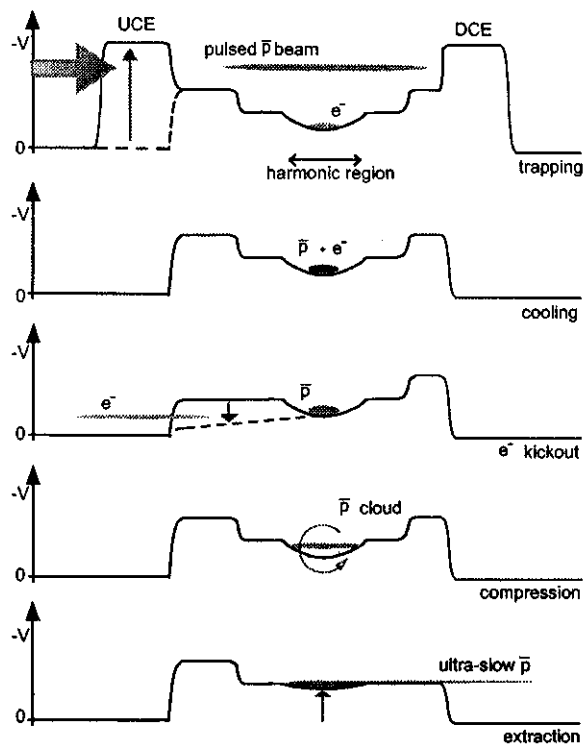 UCE
DCE
-V
pulsed p̅ beam
e⁻
0
harmonic region
trapping
-V
p̅ + e⁻
0
cooling
-V
e⁻
p̅
0
e⁻ kickout
-V
p̅ cloud
0
compression
-V
ultra-slow p̅
0
extraction